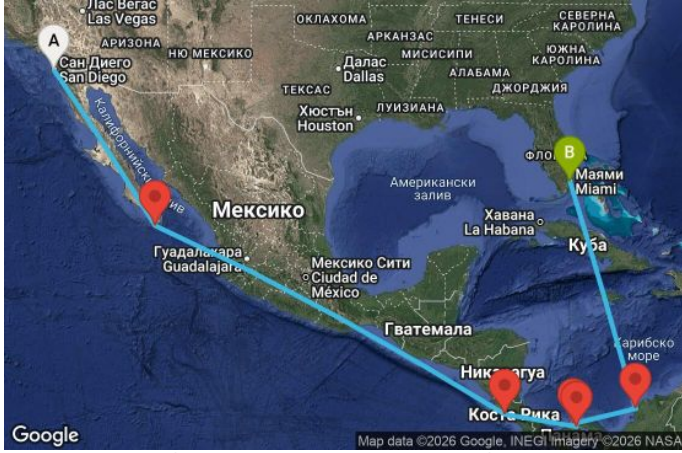 Лас Вегас
Las Vegas
ОКЛАХОМА
ТЕНЕСИ
СЕВЕРНА
КАРОЛИНА
A
АРИЗОНА
НЮ МЕКСИКО
АРКАНЗАС
МИСИСИПИ
ЮЖНА
КАРОЛИНА
Сан Диего
San Diego
Далас
Dallas
АЛАБАМА
ДЖОРДЖИЯ
ТЕКСАС
Хюстън
Houston
ЛУИЗИАНА
Калифорнийски
ив
B
Маями
Miami
Американски
залив
Мексико
Хавана
La Habana
Куба
Гуадалахара
Guadalajara
Мексико Сити
Ciudad de
México
Гватемала
Карибско
море
Коста Рика
Google
Map data ©2026 Google, INEGI Imagery ©2026 NASA